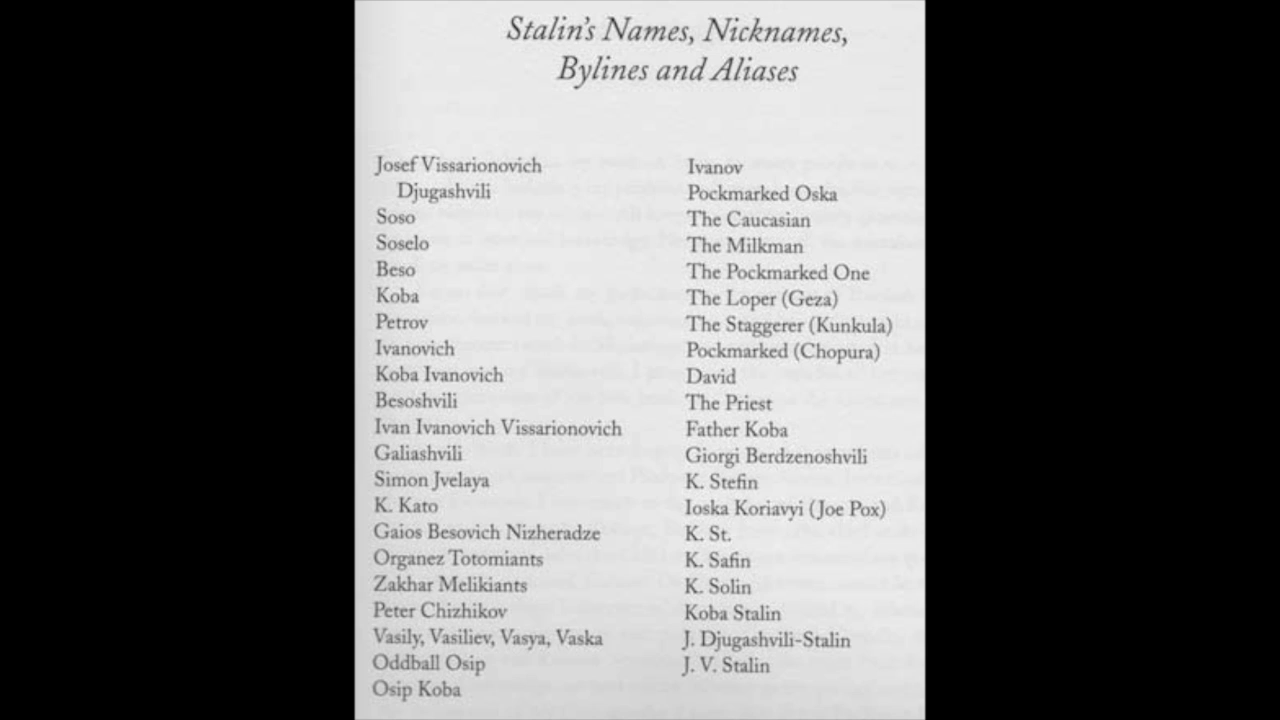 Stalin's Names, Nicknames,
Bylines and Aliases
Josef Vissarionovich
Djugashvili
Soso
Soselo
Beso
Koba
Petrov
Ivanovich
Koba Ivanovich
Besoshvili
Ivan Ivanovich Vissarionovich
Galiashvili
Simon Jvelaya
K. Kato
Gaios Besovich Nizheradze
Organez Totomiants
Zakhar Melikiants
Peter Chizhikov
Vasily, Vasiliev, Vasya, Vaska
Oddball Osip
Osip Koba
Ivanov
Pockmarked Oska
The Caucasian
The Milkman
The Pockmarked One
The Loper (Geza)
The Staggerer (Kunkula)
Pockmarked (Chopura)
David
The Priest
Father Koba
Giorgi Berdzenoshvili
K. Stefin
Ioska Koriavyi (Joe Pox)
K. St.
K. Safin
K. Solin
Koba Stalin
J. Djugashvili-Stalin
J. V. Stalin